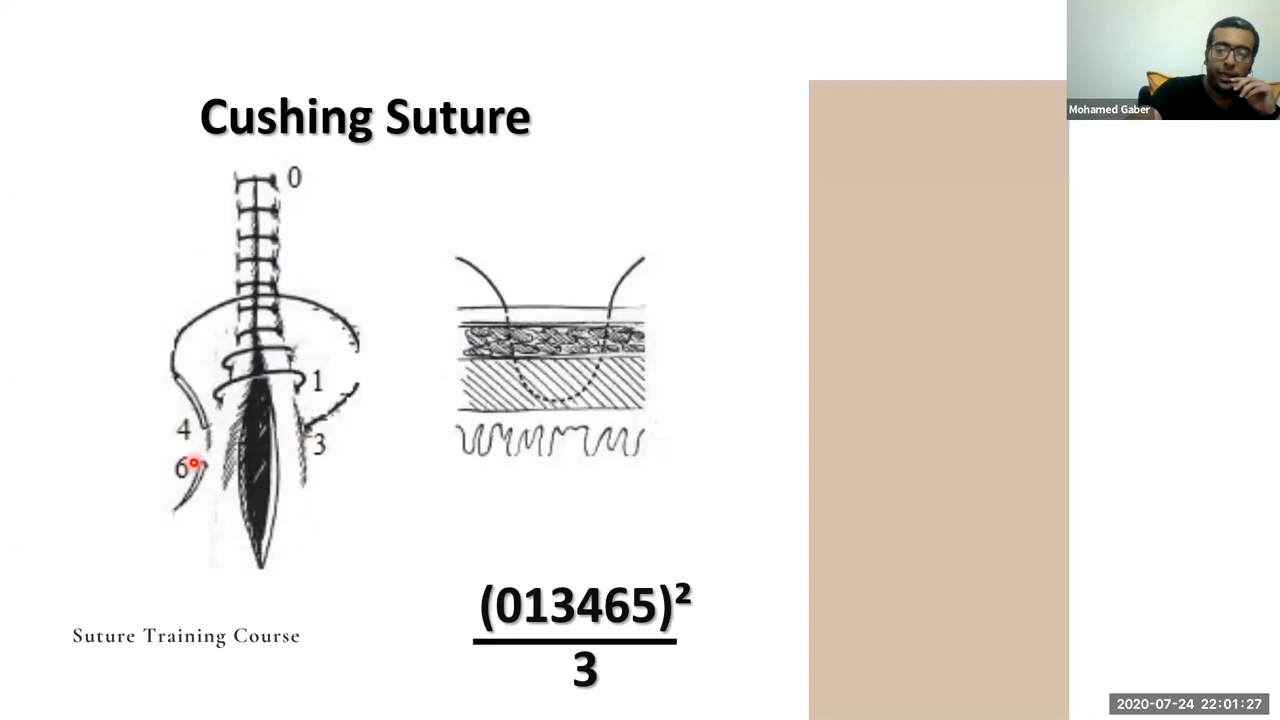 Mohamed Gaber
Cushing Suture
0
1
4
3
6
(013465)²
3
Suture Training Course
2020-07-24 22:01:27